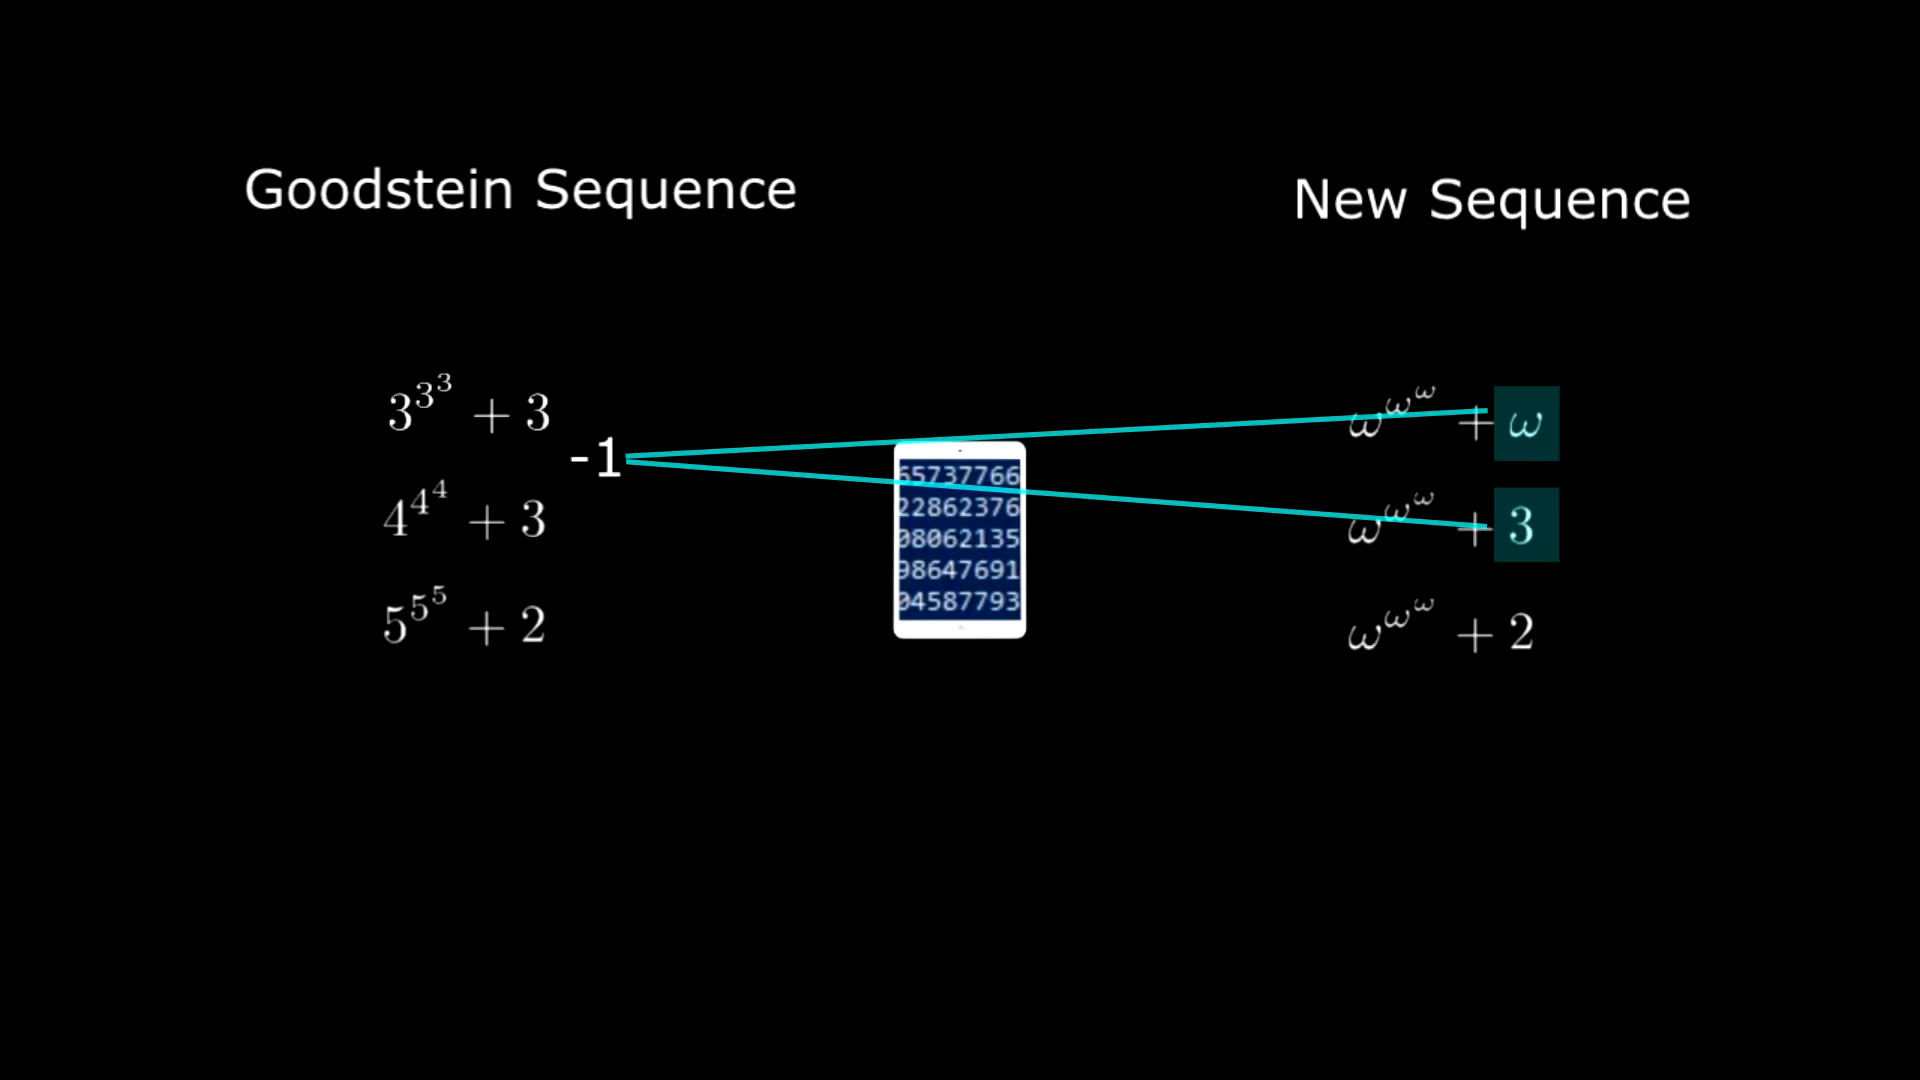 Goodstein Sequence
New Sequence
3^{3^{3}} + 3
-1
4^{4^{4}} + 3
5^{5^{5}} + 2
65737766
22862376
08062135
98647691
04587793
ω^{ω^{ω}} + ω
ω^{ω^{ω}} + 3
ω^{ω^{ω}} + 2